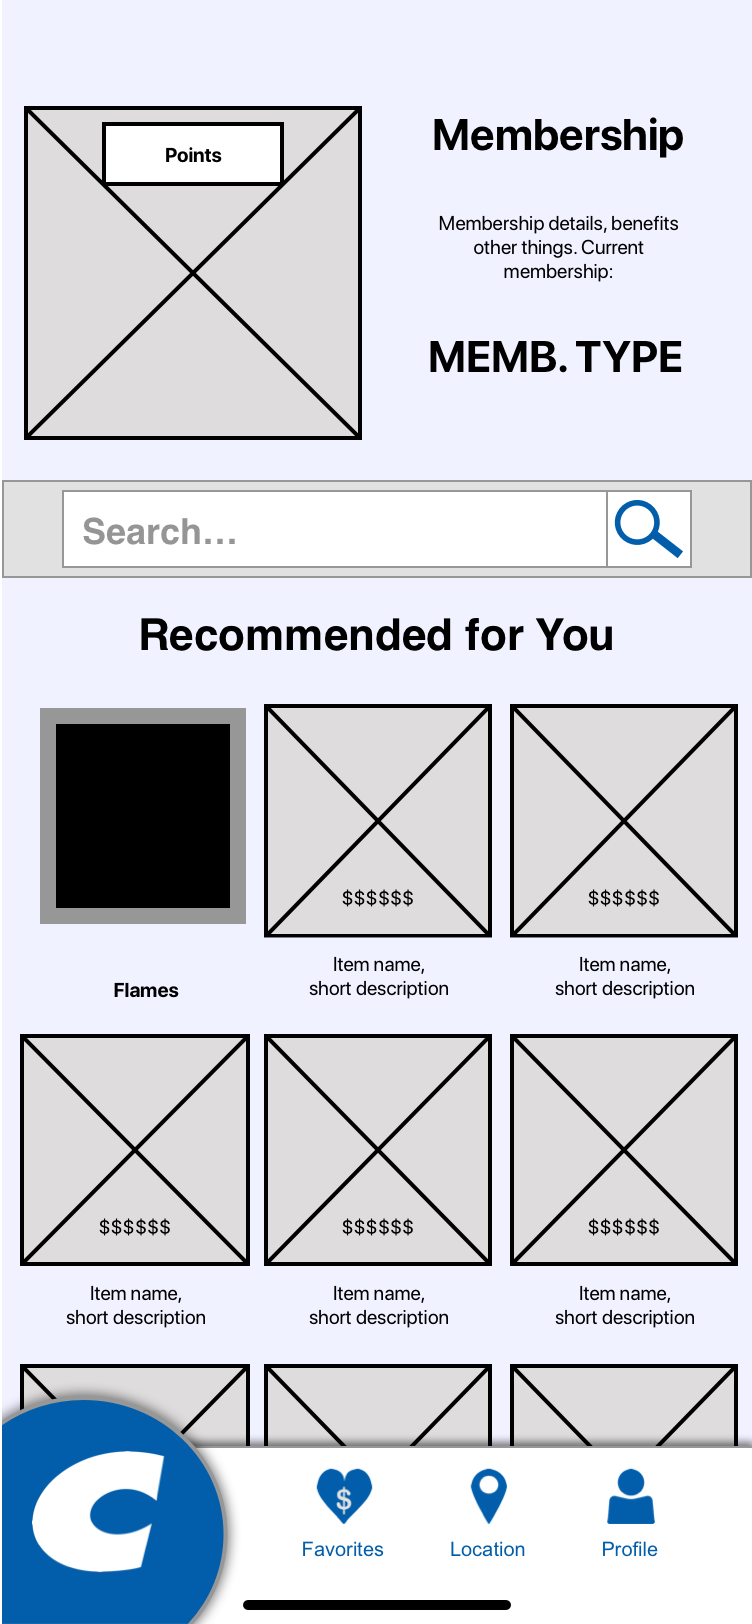 Points
Membership
Membership details, benefits
other things. Current
membership:
MEMB. TYPE
Search...
Recommended for You
Flames
$$$$$$
Item name,
short description
$$$$$$
Item name,
short description
$$$$$$
Item name,
short description
$$$$$$
Item name,
short description
$$$$$$
Item name,
short description
C
$
Favorites
Location
Profile